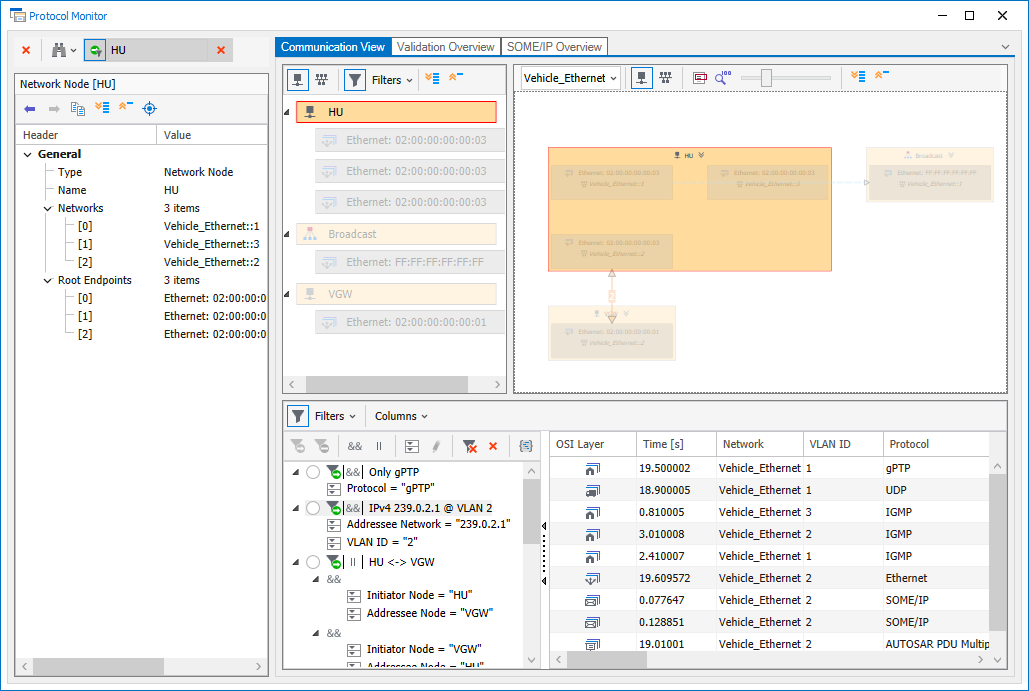 Protocol Monitor
HU
Network Node [HU]
Header Value
General
Type Network Node
Name HU
Networks 3 items
[0] Vehicle_Ethernet::1
[1] Vehicle_Ethernet::3
[2] Vehicle_Ethernet::2
Root Endpoints 3 items
[0] Ethernet: 02:00:00:0
[1] Ethernet: 02:00:00:0
[2] Ethernet: 02:00:00:0
Communication View Validation Overview SOME/IP Overview
Filters
HU
Ethernet: 02:00:00:00:00:03
Ethernet: 02:00:00:00:00:03
Ethernet: 02:00:00:00:00:03
Broadcast
Ethernet: FF:FF:FF:FF:FF:FF
VGW
Ethernet: 02:00:00:00:00:01
Vehicle_Ethernet
100
HU
Ethernet: 02:00:00:00:00:03
Vehicle_Ethernet::1
Ethernet: 02:00:00:00:00:03
Vehicle_Ethernet::3
Broadcast
Ethernet: FF:FF:FF:FF:FF:FF
Ethernet: 02:00:00:00:00:03
Vehicle_Ethernet::2
Ethernet: 02:00:00:00:00:01
Vehicle_Ethernet::2
Filters Columns
&& ||
&& Only gPTP
Protocol = "gPTP"
&& IPv4 239.0.2.1 @ VLAN 2
Addressee Network = "239.0.2.1"
VLAN ID = "2"
|| HU <-> VGW
&&
Initiator Node = "HU"
Addressee Node = "VGW"
&&
Initiator Node = "VGW"
Addressee Node = "HU"
OSI Layer Time [s] Network VLAN ID Protocol
19.500002 Vehicle_Ethernet 1 gPTP
18.900005 Vehicle_Ethernet 1 UDP
0.810005 Vehicle_Ethernet 3 IGMP
3.010008 Vehicle_Ethernet 2 IGMP
2.410007 Vehicle_Ethernet 1 IGMP
19.609572 Vehicle_Ethernet 2 Ethernet
0.077647 Vehicle_Ethernet 2 SOME/IP
0.128851 Vehicle_Ethernet 2 SOME/IP
19.01001 Vehicle_Ethernet 2 AUTOSAR PDU Multip